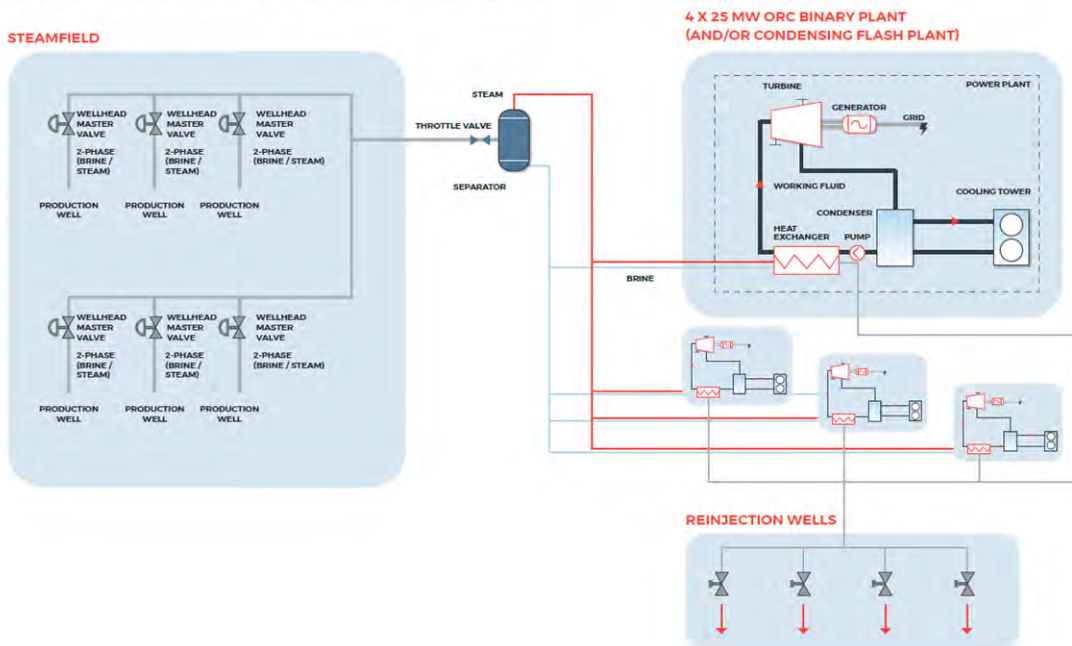 4 X 25 MW ORC BINARY PLANT
(AND/OR CONDENSING FLASH PLANT)
STEAMFIELD
WELLHEAD
MASTER
VALVE
2-PHASE
(BRINE /
STEAM)
PRODUCTION
WELL
WELLHEAD
MASTER
VALVE
2-PHASE
(BRINE /
STEAM)
PRODUCTION
WELL
WELLHEAD
MASTER
VALVE
2-PHASE
(BRINE / STEAM)
PRODUCTION
WELL
WELLHEAD
MASTER
VALVE
2-PHASE
(BRINE /
STEAM)
PRODUCTION
WELL
WELLHEAD
MASTER
VALVE
2-PHASE
(BRINE /
STEAM)
PRODUCTION
WELL
WELLHEAD
MASTER
VALVE
2-PHASE
(BRINE / STEAM)
PRODUCTION
WELL
STEAM
THROTTLE VALVE
SEPARATOR
BRINE
TURBINE
POWER PLANT
GENERATOR
GRID
WORKING FLUID
COOLING TOWER
CONDENSER
HEAT
EXCHANGER
PUMP
REINJECTION WELLS